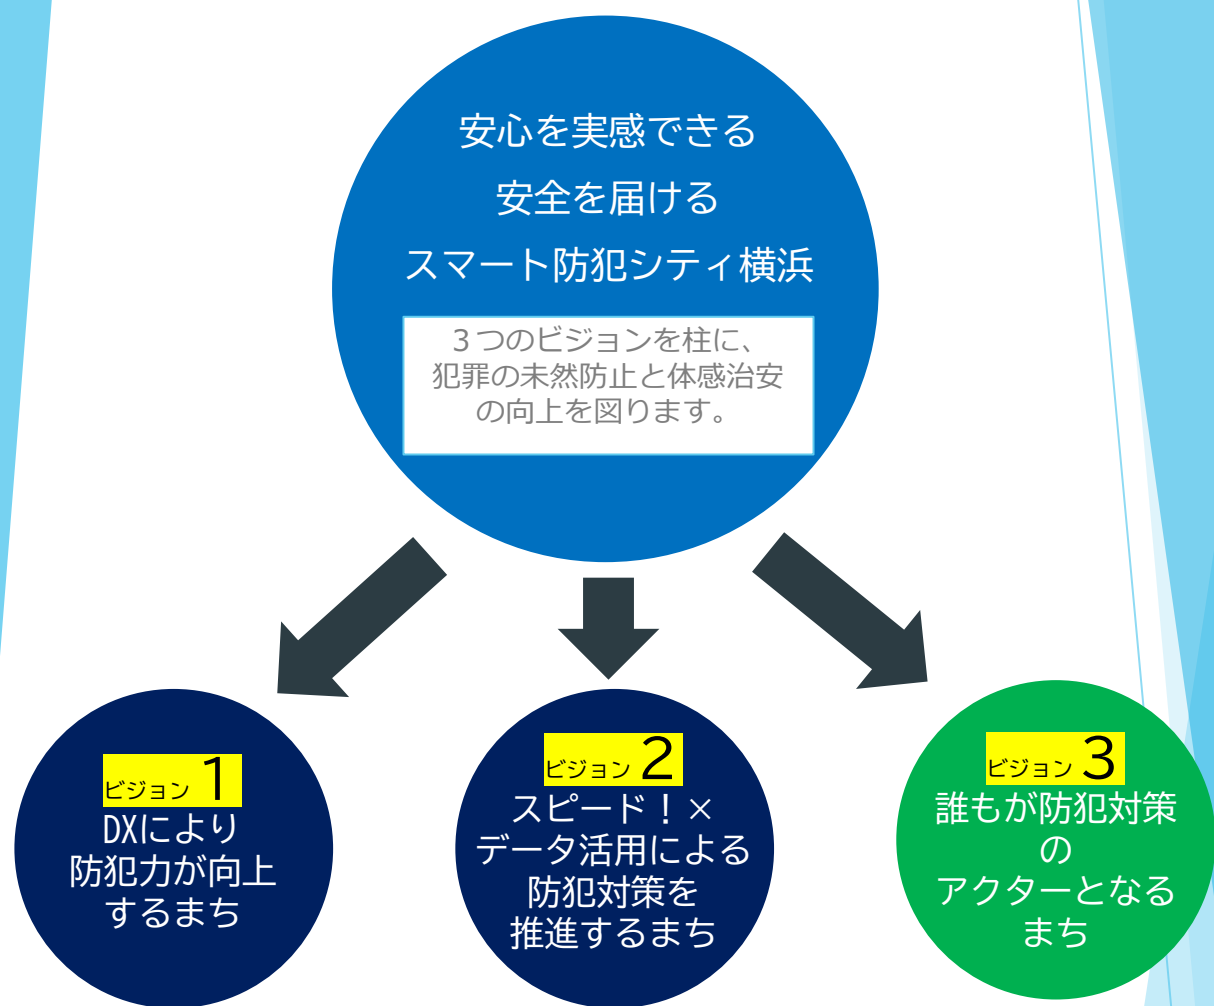 安心を実感できる
安全を届ける
スマート防犯シティ横浜
３つのビジョンを柱に、
犯罪の未然防止と体感治安
の向上を図ります。
ビジョン 1
DXにより
防犯力が向上
するまち
ビジョン 2
スピード！×
データ活用による
防犯対策を
推進するまち
ビジョン 3
誰もが防犯対策
の
アクターとなる
まち